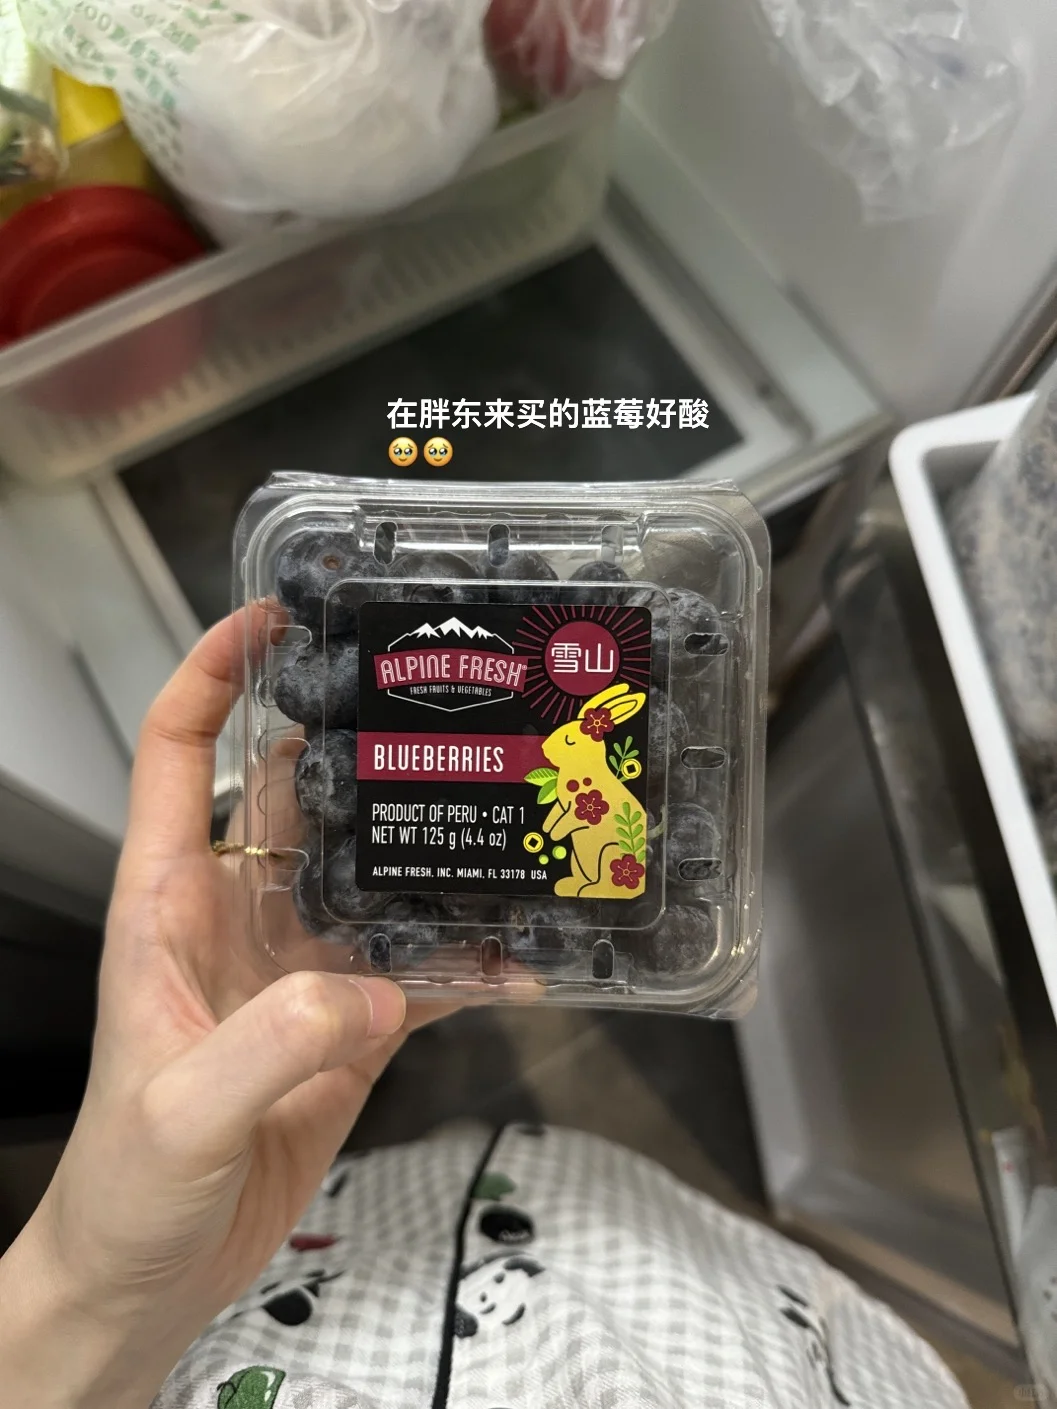 在胖东来买的蓝莓好酸
🥹🥹
ALPINE FRESH®
FRESH FRUITS & VEGETABLES
雪山
BLUEBERRIES
PRODUCT OF PERU • CAT 1
NET WT 125 g (4.4 oz)
ALPINE FRESH, INC. MIAMI, FL 33178 USA